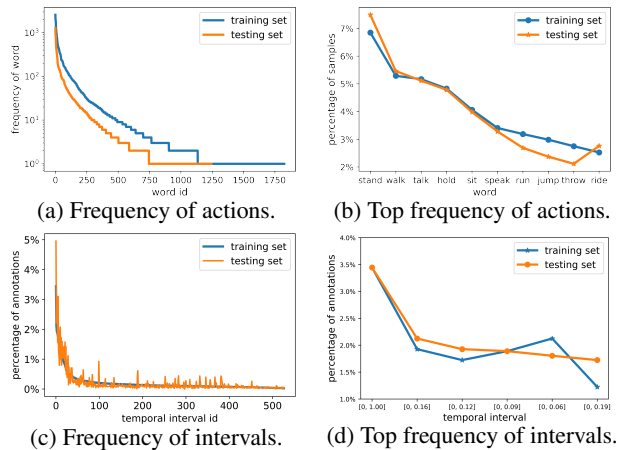 training set
testing set
10³
10²
10¹
10⁰
frequency of word
0 250 500 750 1000 1250 1500 1750
word id
(a) Frequency of actions.
training set
testing set
7%
6%
5%
4%
3%
2%
percentage of samples
stand walk talk hold sit speak run jump throw ride
word
(b) Top frequency of actions.
training set
testing set
5%
4%
3%
2%
1%
0%
percentage of annotations
0 100 200 300 400 500
temporal interval id
(c) Frequency of intervals.
training set
testing set
4.0%
3.5%
3.0%
2.5%
2.0%
1.5%
1.0%
percentage of annotations
[0, 1.00] [0, 0.16] [0, 0.12] [0, 0.09] [0, 0.06] [0, 0.19]
temporal interval
(d) Top frequency of intervals.